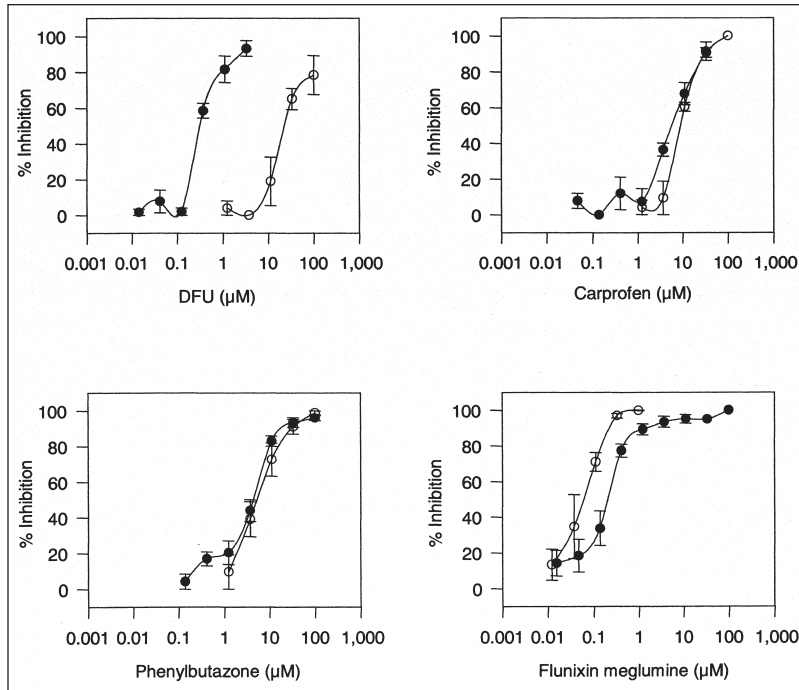 % Inhibition
100
80
60
40
20
0
0.001 0.01 0.1 1 10 100 1,000
DFU (µM)
% Inhibition
100
80
60
40
20
0
0.001 0.01 0.1 1 10 100 1,000
Carprofen (µM)
% Inhibition
100
80
60
40
20
0
0.001 0.01 0.1 1 10 100 1,000
Phenylbutazone (µM)
% Inhibition
100
80
60
40
20
0
0.001 0.01 0.1 1 10 100 1,000
Flunixin meglumine (µM)